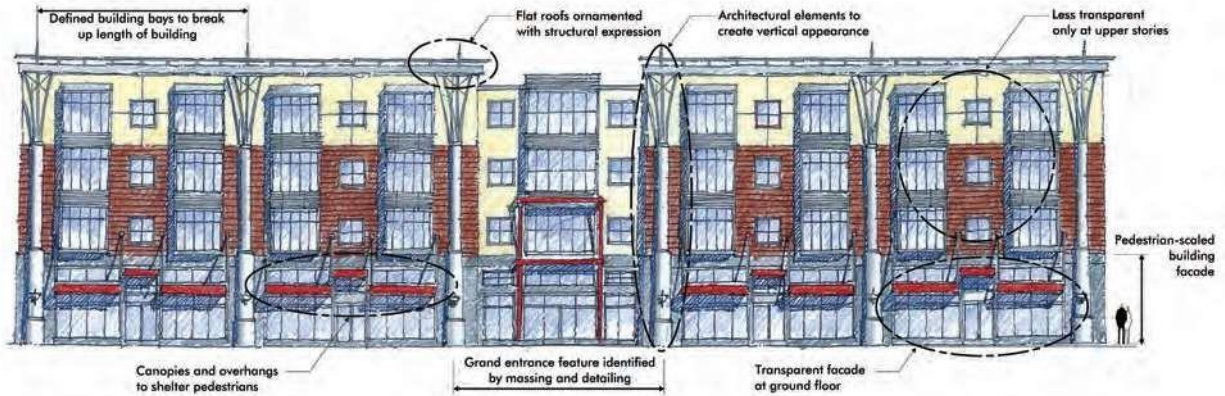 Defined building bays to break
up length of building
Flat roofs ornamented
with structural expression
Architectural elements to
create vertical appearance
Less transparent
only at upper stories
Pedestrian-scaled
building
facade
Canopies and overhangs
to shelter pedestrians
Grand entrance feature identified
by massing and detailing
Transparent facade
at ground floor